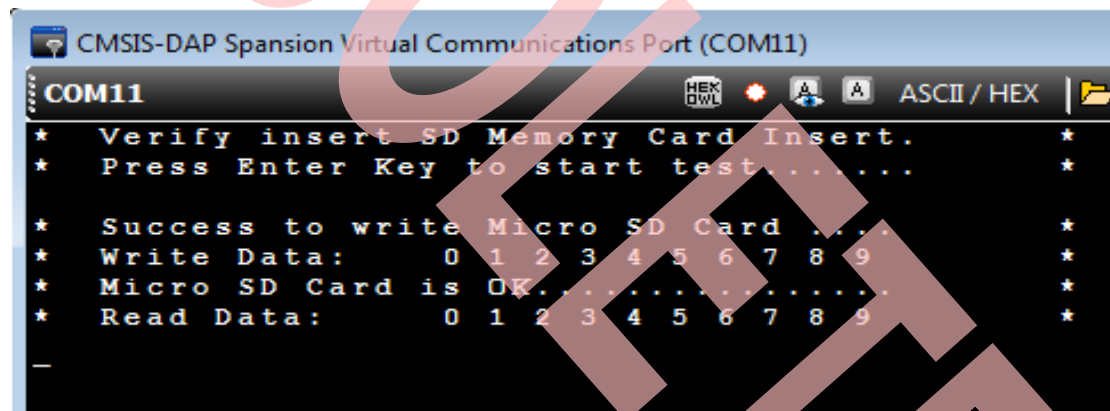 CMSIS-DAP Spansion Virtual Communications Port (COM11)
COM11 HEX OWL A A ASCII / HEX
* Verify insert SD Memory Card Insert. *
* Press Enter Key to start test....... *
* Success to write Micro SD Card .... *
* Write Data: 0 1 2 3 4 5 6 7 8 9 *
* Micro SD Card is OK................ *
* Read Data: 0 1 2 3 4 5 6 7 8 9 *
_